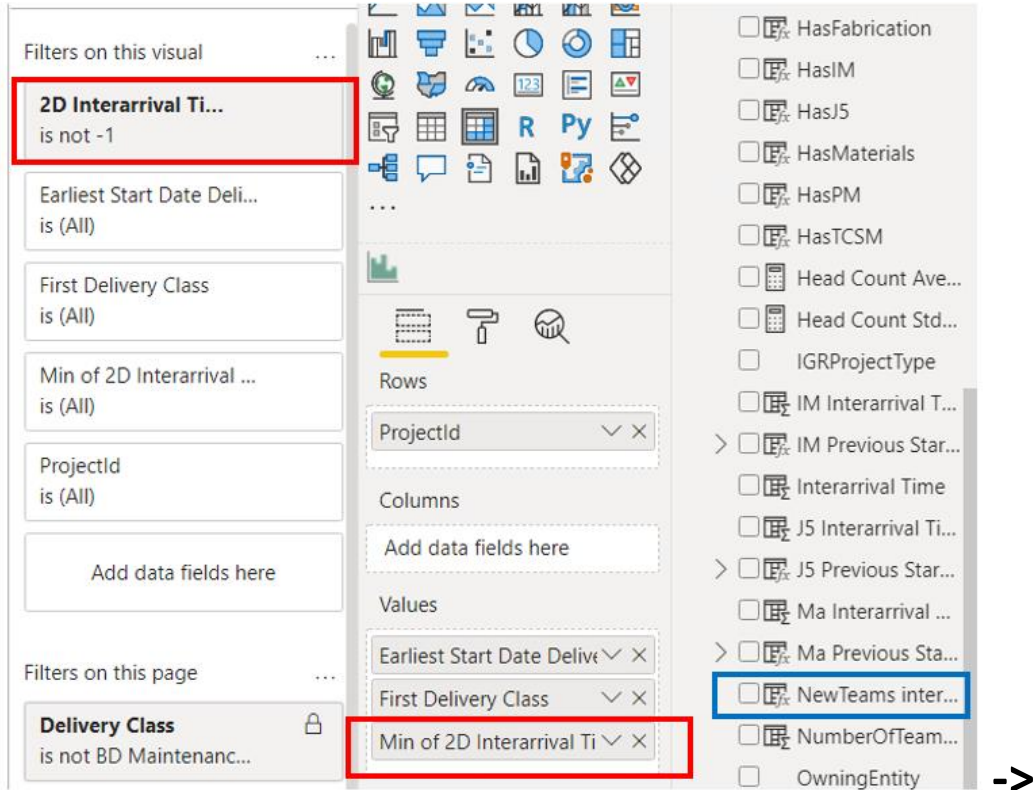 Filters on this visual
...
2D Interarrival Ti...
is not -1
Earliest Start Date Deli...
is (All)
First Delivery Class
is (All)
Min of 2D Interarrival ...
is (All)
ProjectId
is (All)
Add data fields here
Filters on this page
...
Delivery Class
is not BD Maintenanc...
123
R
Py
...
Rows
ProjectId
Columns
Add data fields here
Values
Earliest Start Date Delive
First Delivery Class
Min of 2D Interarrival Ti
HasFabrication
HasIM
HasJ5
HasMaterials
HasPM
HasTCSM
Head Count Ave...
Head Count Std...
IGRProjectType
IM Interarrival T...
IM Previous Star...
Interarrival Time
J5 Interarrival Ti...
J5 Previous Star...
Ma Interarrival ...
Ma Previous Sta...
NewTeams inter...
NumberOfTeam...
OwningEntity
->